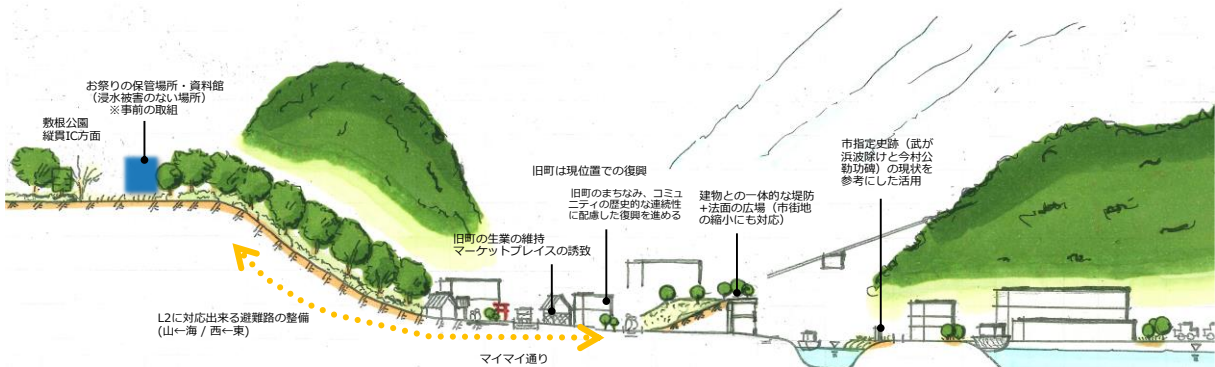 お祭りの保管場所・資料館
（浸水被害のない場所）
※事前の取組
敷根公園
縦貫IC方面
旧町は現位置での復興
旧町のまちなみ、コミュ
ニティの歴史的な連続性
に配慮した復興を進める
建物との一体的な堤防
+法面の広場（市街地
の縮小にも対応）
市指定史跡（武が
浜波除けと今村公
勒功碑）の現状を
参考にした活用
旧町の生業の維持
マーケットプレイスの誘致
L2に対応出来る避難路の整備
(山←海 / 西←東)
マイマイ通り